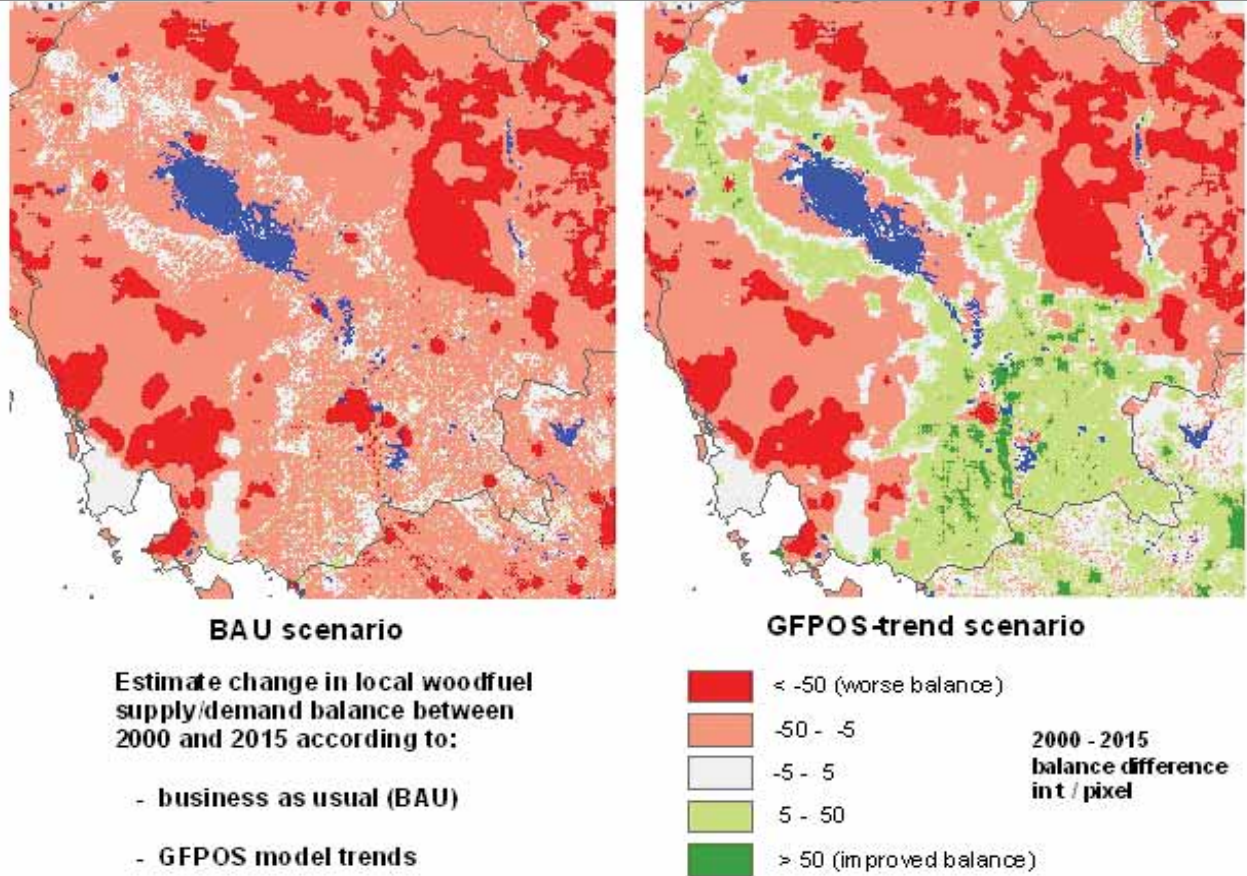 BAU scenario
Estimate change in local woodfuel
supply/demand balance between
2000 and 2015 according to:
- business as usual (BAU)
- GFPOS model trends
GFPOS-trend scenario
< -50 (worse balance)
-50 - -5
-5 - 5
5 - 50
> 50 (improved balance)
2000 - 2015
balance difference
in t / pixel